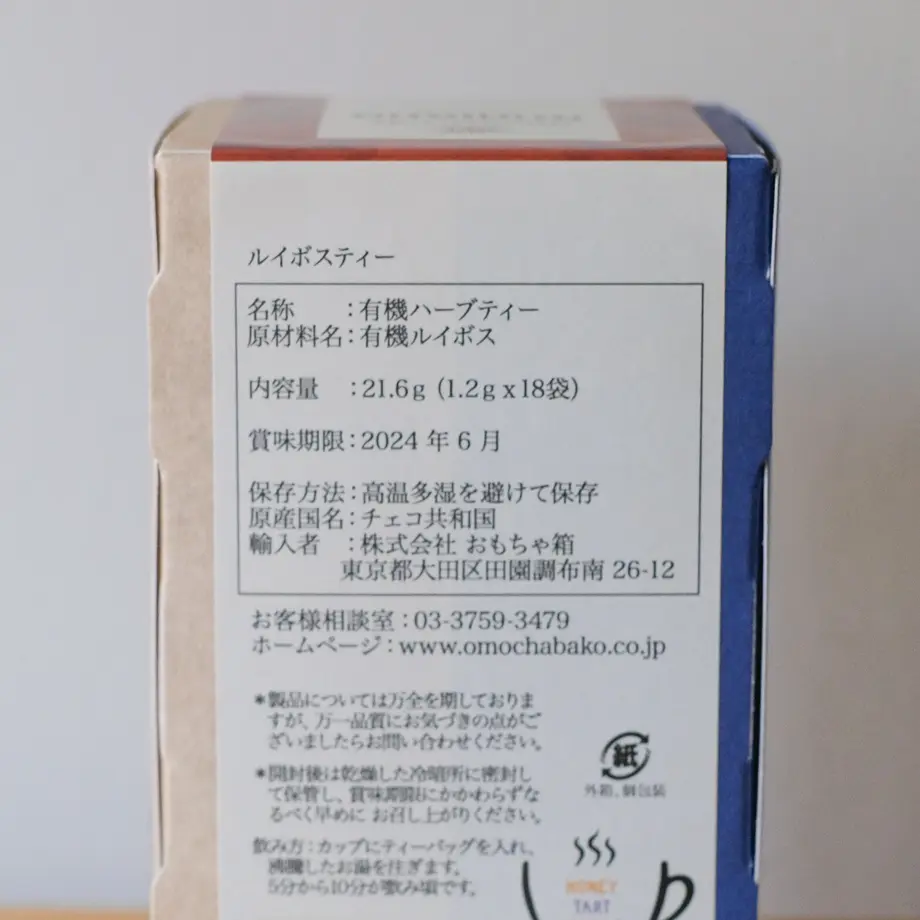 ルイボスティー
名称　　：有機ハーブティー
原材料名：有機ルイボス
内容量　：21.6g（1.2g x 18袋）
賞味期限：2024 年 6 月
保存方法：高温多湿を避けて保存
原産国名：チェコ共和国
輸入者　：株式会社 おもちゃ箱
東京都大田区田園調布南 26-12
お客様相談室：03-3759-3479
ホームページ：www.omochabako.co.jp
＊製品については万全を期しておりま
すが、万一品質にお気づきの点がご
ざいましたらお問い合わせください。
紙
外箱、個包装
＊開封後は乾燥した冷暗所に密封し
て保管し、賞味期限にかかわらずな
るべく早めに お召し上がりください。
飲み方：カップにティーバッグを入れ、
沸騰したお湯を注ぎます。
5分から10分が飲み頃です。
HONEY
TART